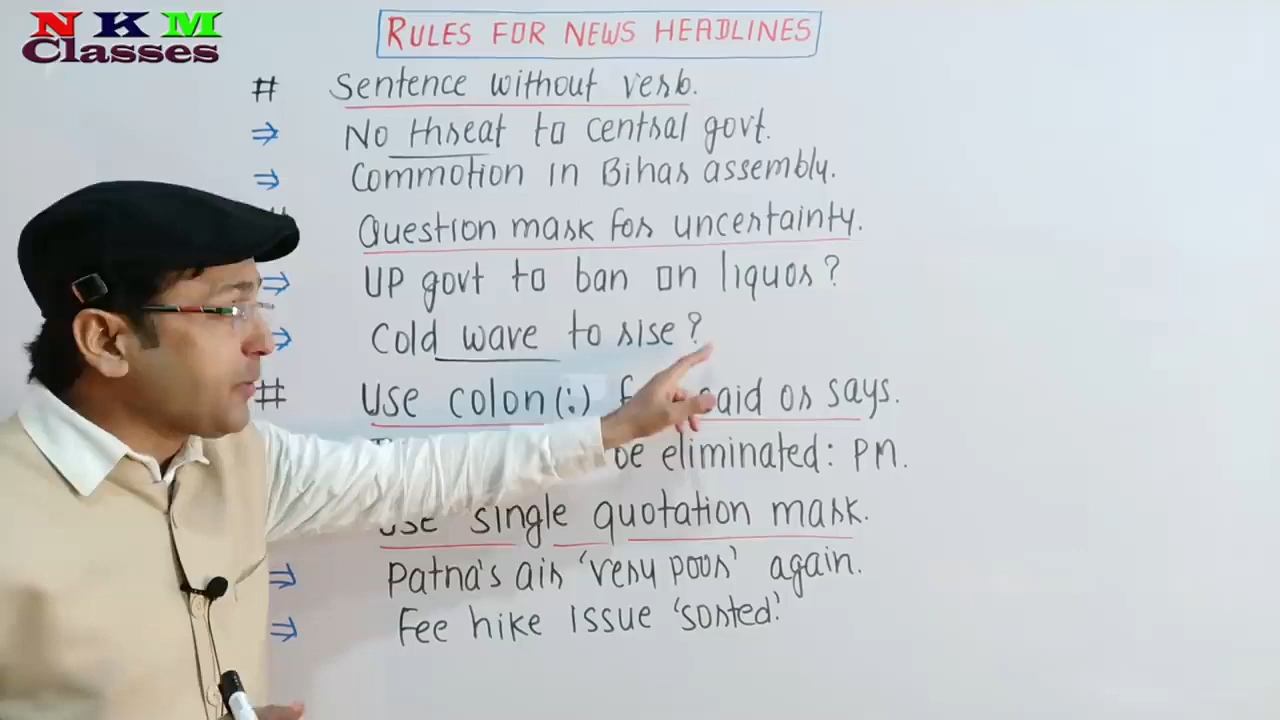 NKM
Classes
RULES FOR NEWS HEADLINES
# Sentence without verb.
⇒ No threat to central govt.
⇒ Commotion in Bihar assembly.
Question mark for uncertainty.
⇒ UP govt to ban on liquor?
⇒ Cold wave to rise?
# Use colon(:) said or says.
be eliminated: PM.
Use single quotation mark.
⇒ Patna's air 'very poor' again.
⇒ Fee hike issue 'sorted'.